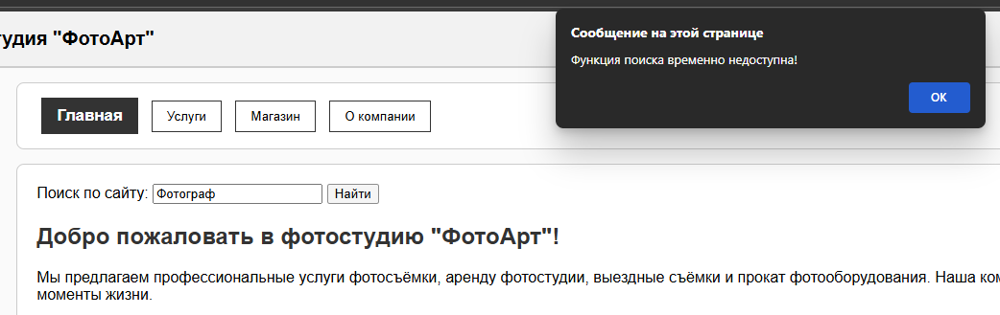 тудия "ФотоАрт"
Сообщение на этой странице
Функция поиска временно недоступна!
OK
Главная
Услуги
Магазин
О компании
Поиск по сайту: Фотограф Найти
Добро пожаловать в фотостудию "ФотоАрт"!
Мы предлагаем профессиональные услуги фотосъёмки, аренду фотостудии, выездные съёмки и прокат фотооборудования. Наша ком
моменты жизни.